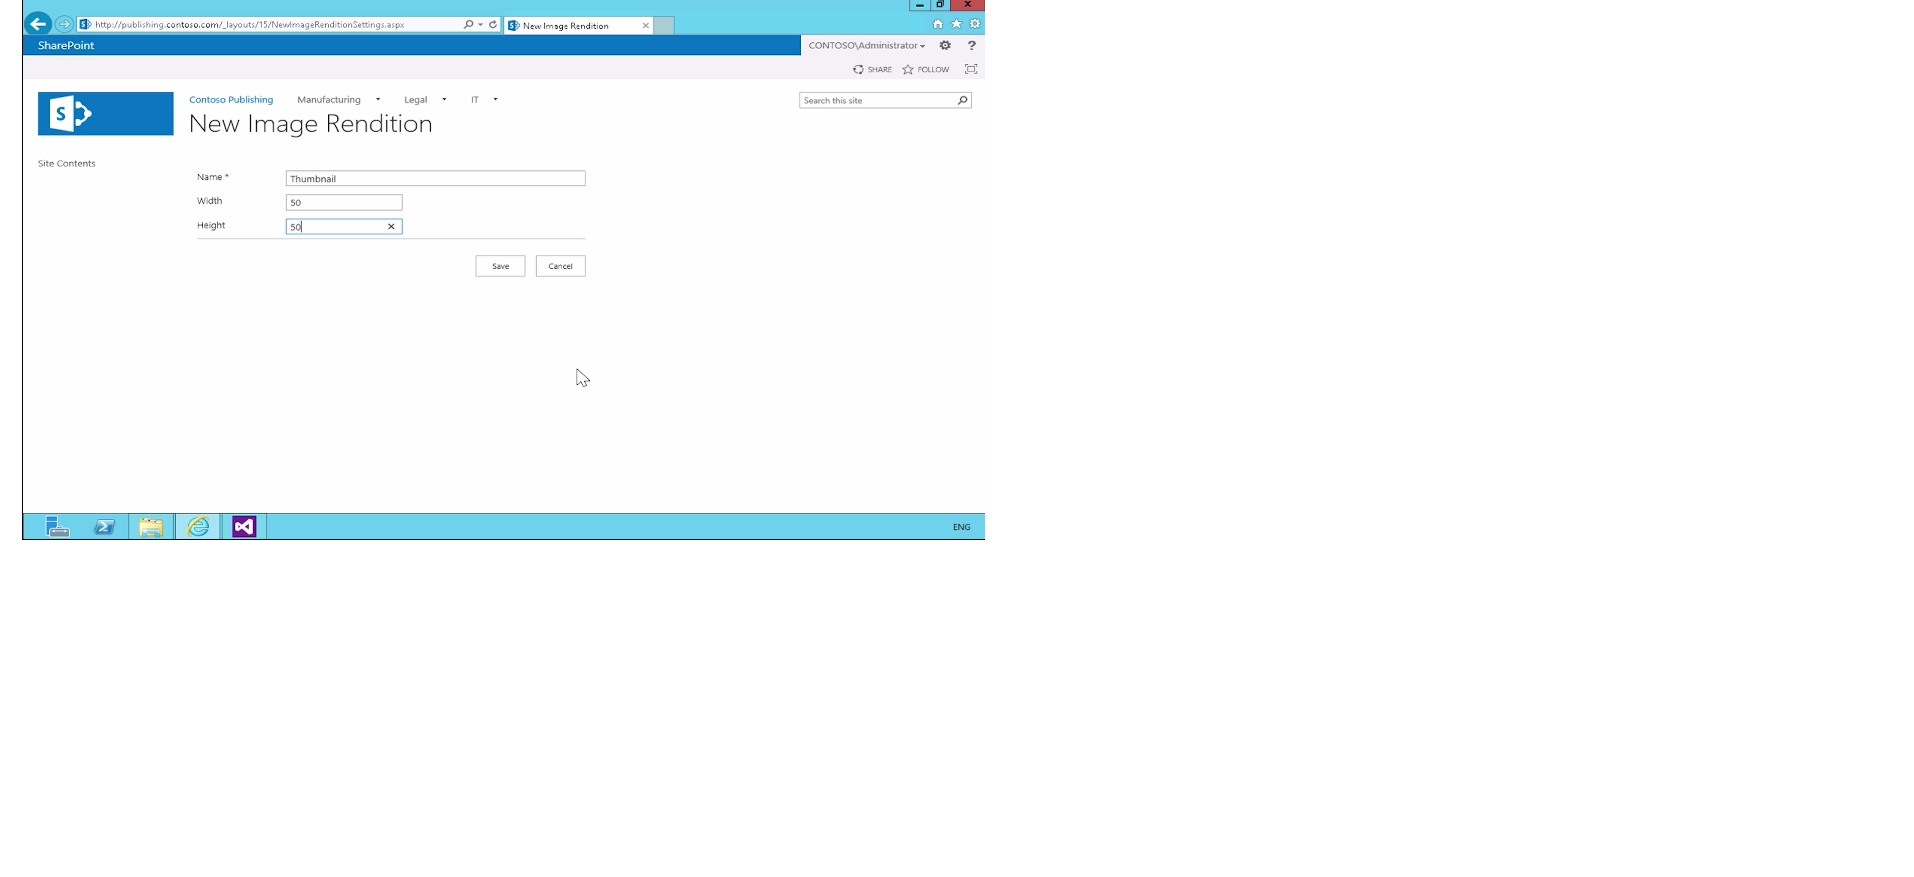 http://publishing.contoso.com/_layouts/15/NewImageRenditionSettings.aspx
New Image Rendition
SharePoint
CONTOSO\Administrator
?
SHARE
FOLLOW
S
Contoso Publishing Manufacturing Legal IT
Search this site
New Image Rendition
Site Contents
Name *
Thumbnail
Width
50
Height
50
Save
Cancel
ENG